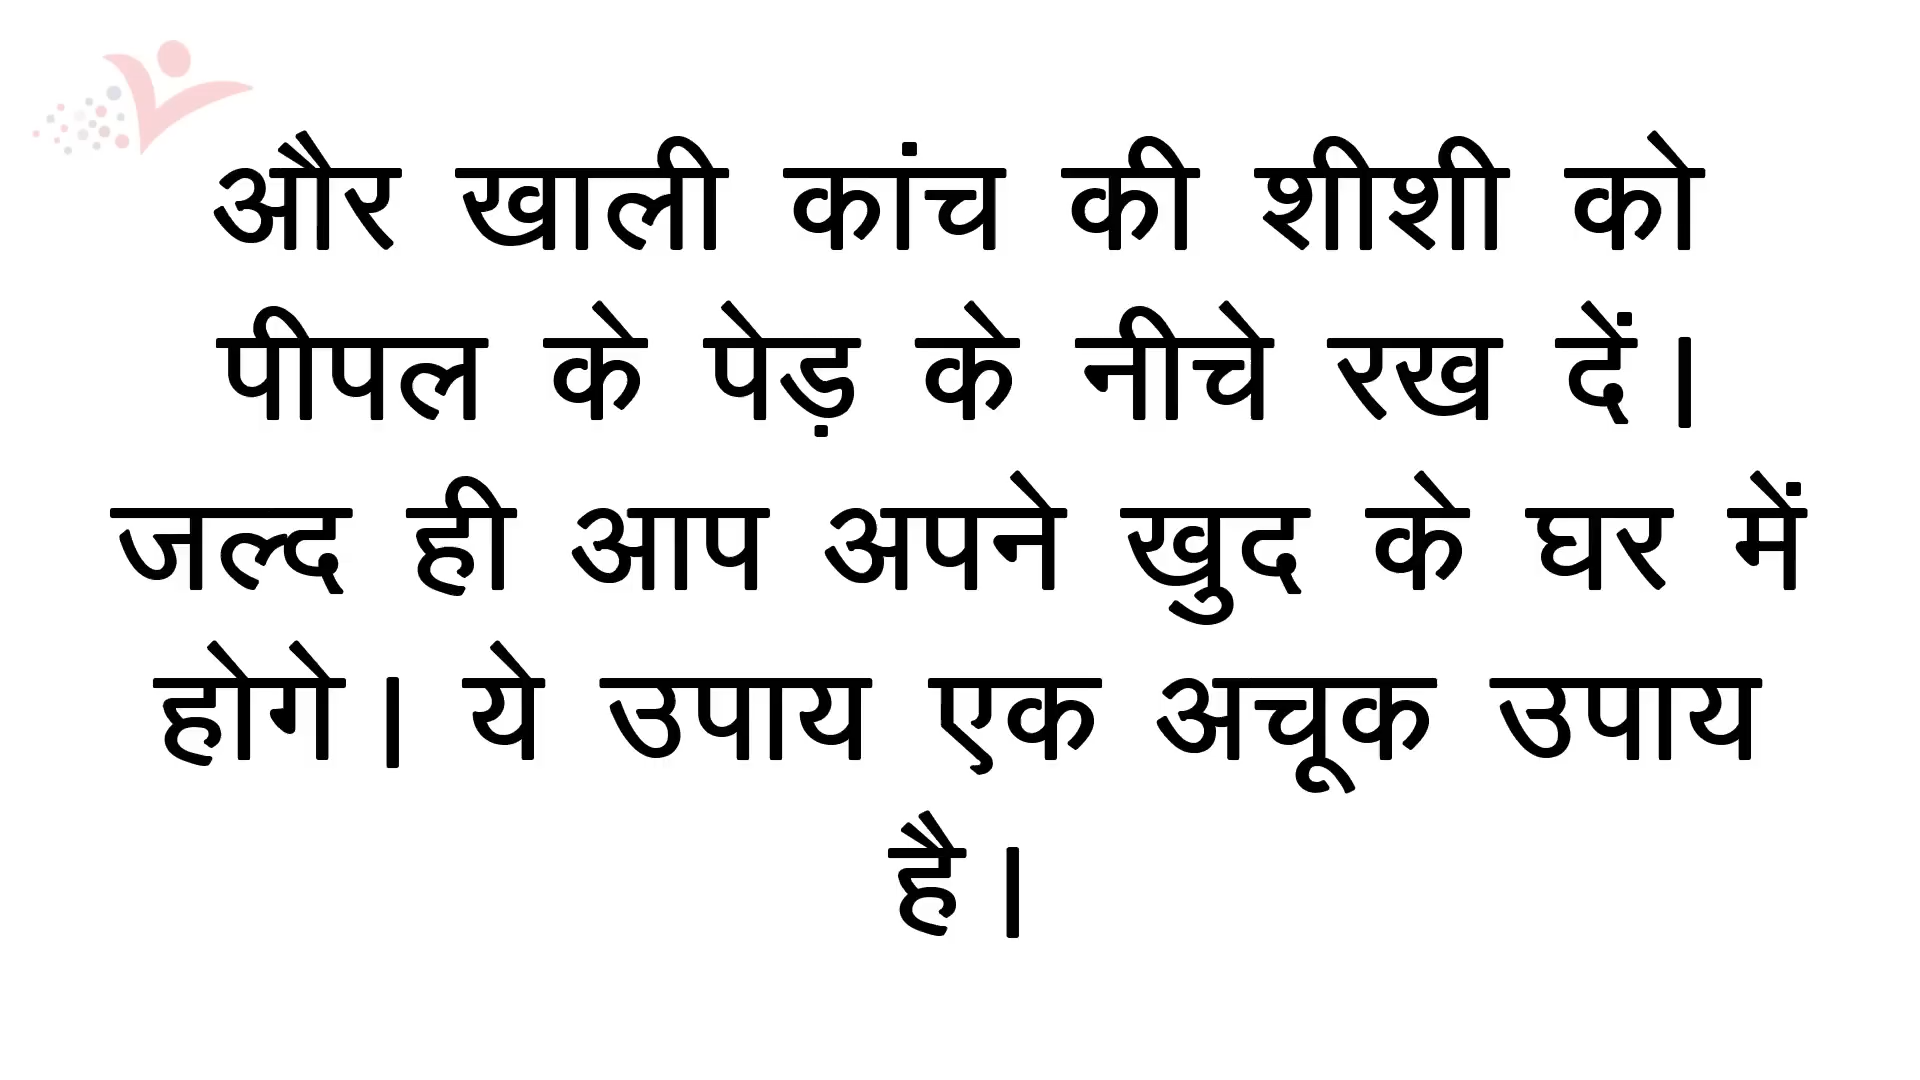 और खाली कांच की शीशी को
पीपल के पेड़ के नीचे रख दें।
जल्द ही आप अपने खुद के घर में
होगे। ये उपाय एक अचूक उपाय
है।